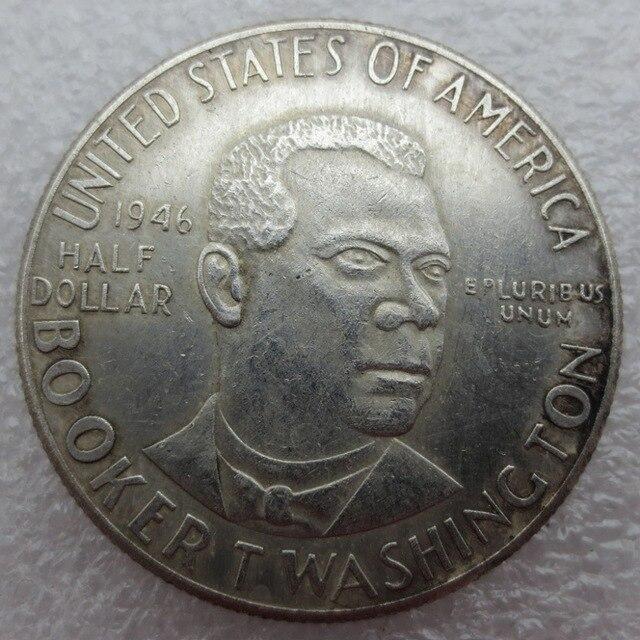 UNITED STATES OF AMERICA
1946
HALF
DOLLAR
E PLURIBUS
UNUM
BOOKER T WASHINGTON